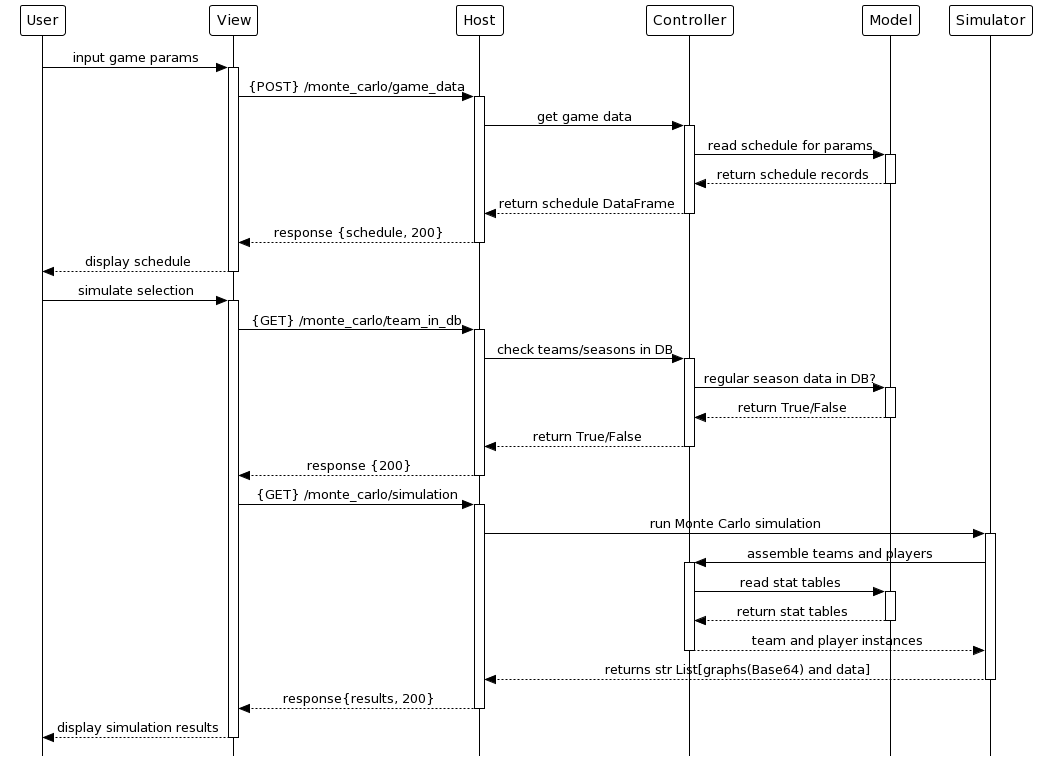 User
View
Host
Controller
Model
Simulator
input game params
{POST} /monte_carlo/game_data
get game data
read schedule for params
return schedule records
return schedule DataFrame
response {schedule, 200}
display schedule
simulate selection
{GET} /monte_carlo/team_in_db
check teams/seasons in DB
regular season data in DB?
return True/False
return True/False
response {200}
{GET} /monte_carlo/simulation
run Monte Carlo simulation
assemble teams and players
read stat tables
return stat tables
team and player instances
returns str List[graphs(Base64) and data]
response{results, 200}
display simulation results